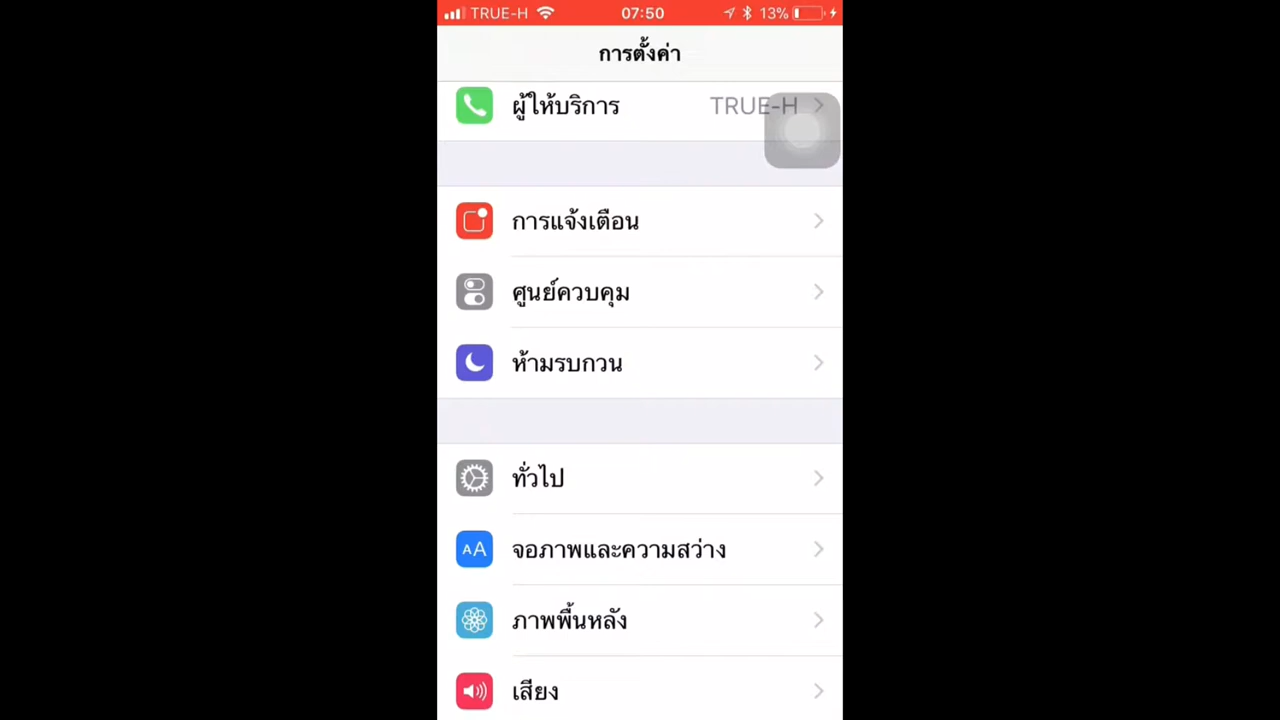 TRUE-H 07:50 13%
การตั้งค่า
ผู้ให้บริการ TRUE-H
การแจ้งเตือน
ศูนย์ควบคุม
ห้ามรบกวน
ทั่วไป
AA จอภาพและความสว่าง
ภาพพื้นหลัง
เสียง